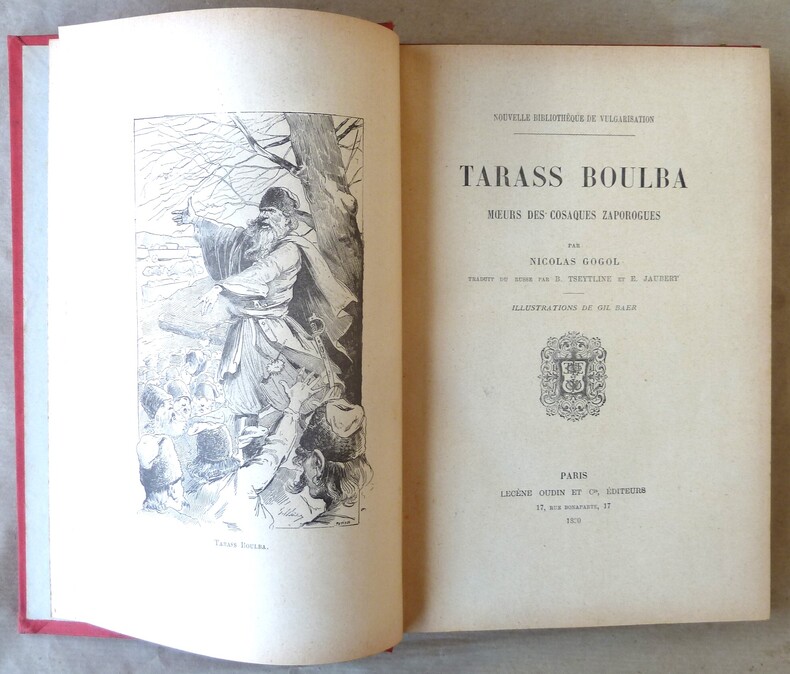 TARASS BOULBA.
NOUVELLE BIBLIOTHÈQUE DE VULGARISATION
TARASS BOULBA
MŒURS DES COSAQUES ZAPOROGUES
PAR
NICOLAS GOGOL
TRADUIT DU RUSSE PAR B. TSEYTLINE ET E. JAUBERT
ILLUSTRATIONS DE GIL BAER
PARIS
LECÈNE OUDIN ET Cie, ÉDITEURS
17, RUE BONAPARTE, 17